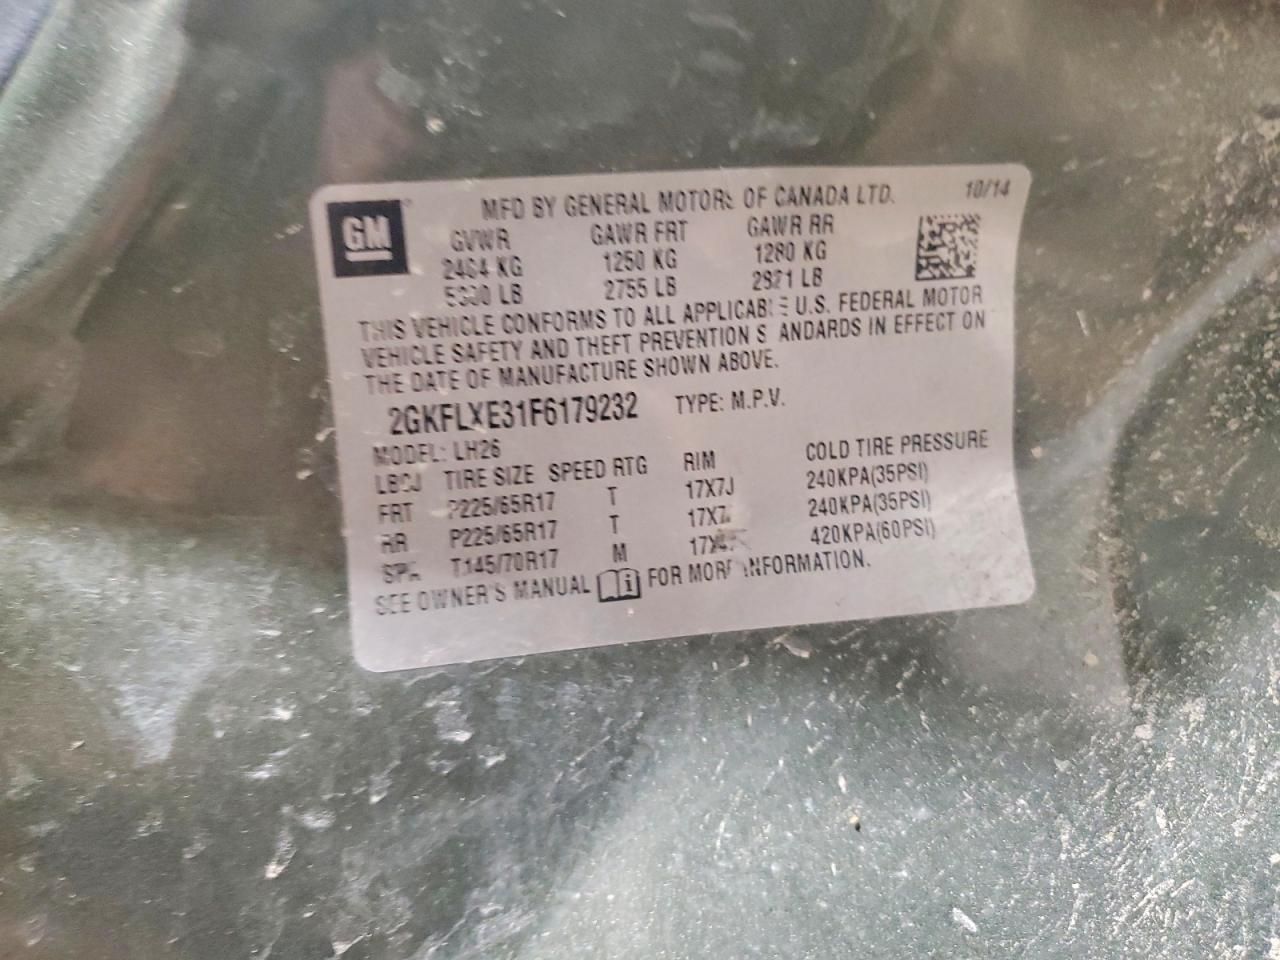 GM
MFD BY GENERAL MOTORS OF CANADA LTD. 10/14
GVWR GAWR FRT GAWR RR
KG 1250 KG 1280 KG
LB 2755 LB 2821 LB
THIS VEHICLE CONFORMS TO ALL APPLICABLE U.S. FEDERAL MOTOR
VEHICLE SAFETY AND THEFT PREVENTION STANDARDS IN EFFECT ON
THE DATE OF MANUFACTURE SHOWN ABOVE.
2GKFLXE31F6179232 TYPE: M.P.V.
MODEL: LH26
TIRE SIZE SPEED RTG RIM COLD TIRE PRESSURE
FRT P225/65R17 T 17X7J 240KPA(35PSI)
RR P225/65R17 T 240KPA(35PSI)
T145/70R17 M 420KPA(60PSI)
SEE OWNER'S MANUAL i FOR MORE INFORMATION.